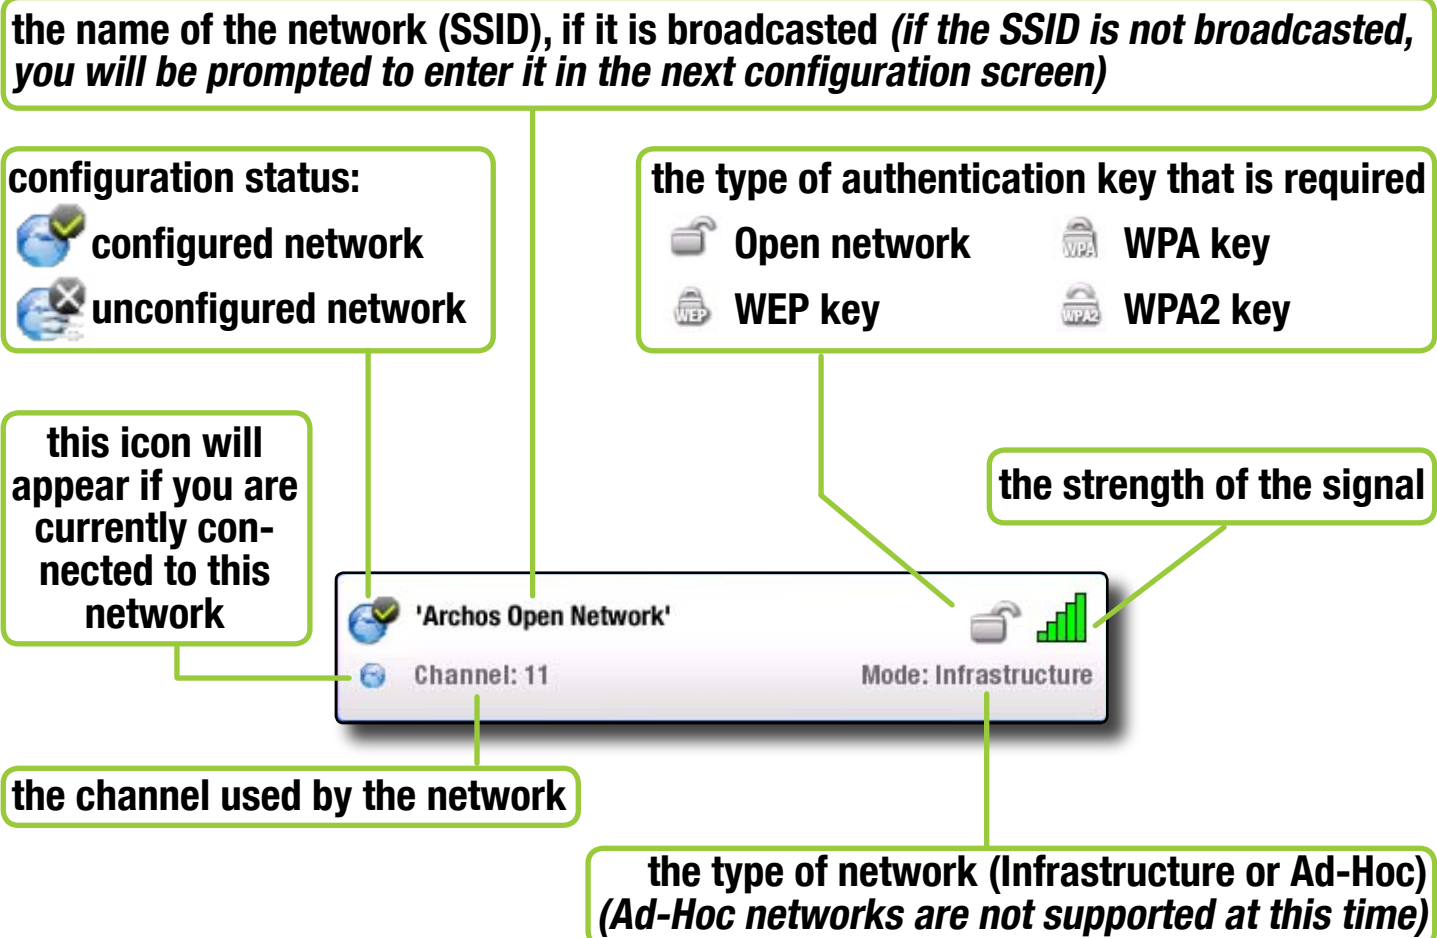 the name of the network (SSID), if it is broadcasted (if the SSID is not broadcasted,
you will be prompted to enter it in the next configuration screen)
configuration status:
configured network
unconfigured network
the type of authentication key that is required
Open network
WPA key
WPA
WEP key
WEP
WPA2 key
WPA2
this icon will
appear if you are
currently con-
nected to this
network
the strength of the signal
'Archos Open Network'
Channel: 11
Mode: Infrastructure
the channel used by the network
the type of network (Infrastructure or Ad-Hoc)
(Ad-Hoc networks are not supported at this time)